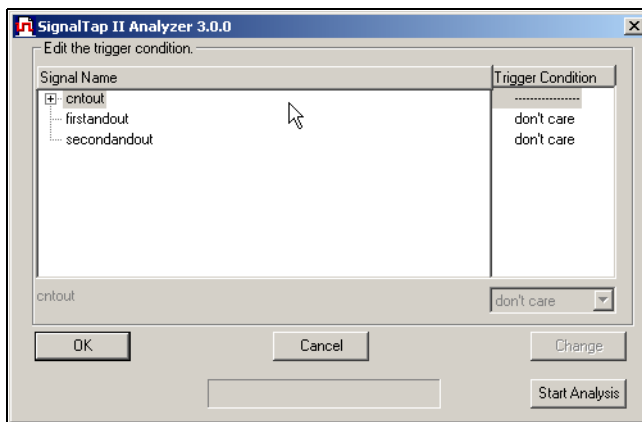 SignalTap II Analyzer 3.0.0
Edit the trigger condition.
Signal Name Trigger Condition
cntout ----------------
firstandout don't care
secondandout don't care
cntout don't care
OK Cancel Change
Start Analysis